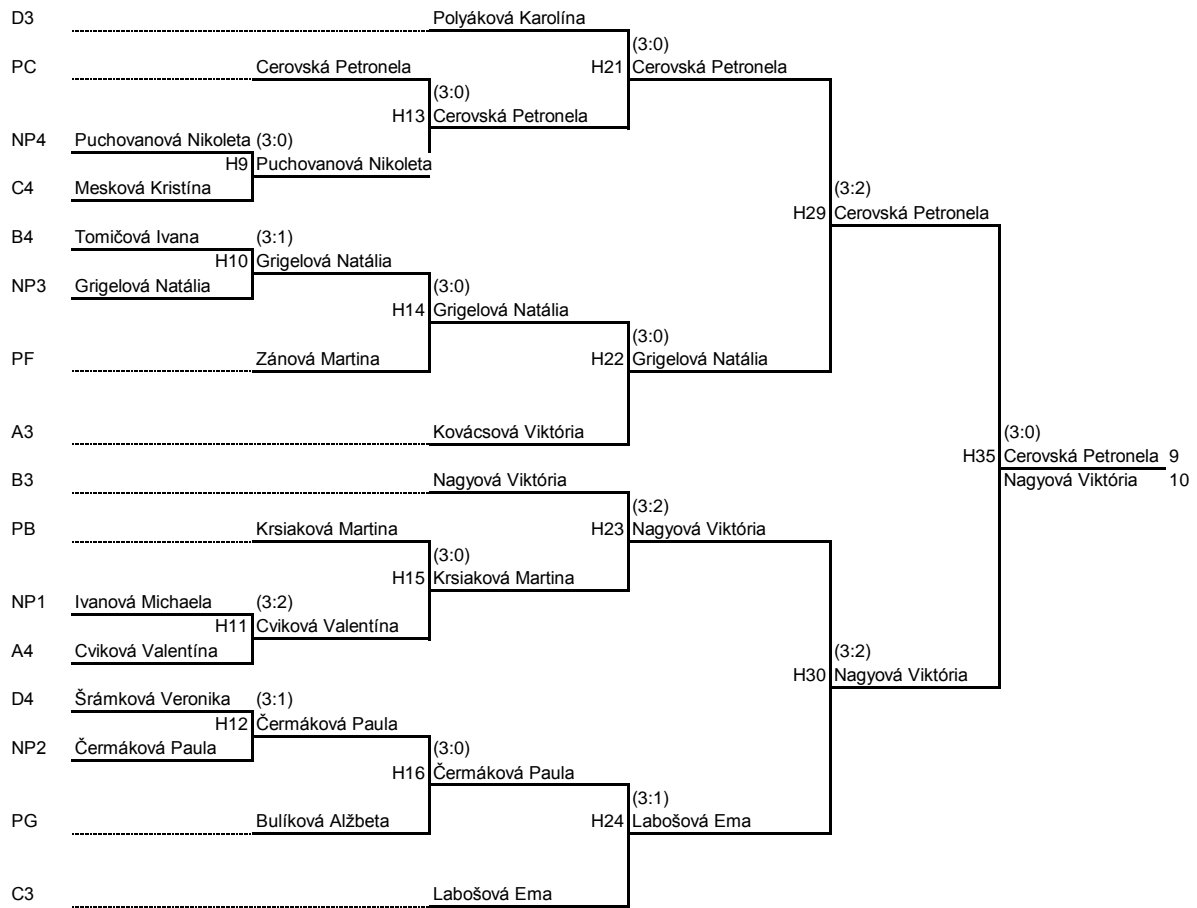 D3 Polyáková Karolína
(3:0)
PC Cerovská Petronela H21 Cerovská Petronela
(3:0)
H13 Cerovská Petronela
NP4 Puchovanová Nikoleta (3:0)
H9 Puchovanová Nikoleta
C4 Mesková Kristína (3:2)
H29 Cerovská Petronela
B4 Tomičová Ivana (3:1)
H10 Grigelová Natália
NP3 Grigelová Natália (3:0)
H14 Grigelová Natália
(3:0)
PF Zánová Martina H22 Grigelová Natália
A3 Kovácsová Viktória (3:0)
H35 Cerovská Petronela 9
B3 Nagyová Viktória Nagyová Viktória 10
(3:2)
PB Krsiaková Martina H23 Nagyová Viktória
(3:0)
H15 Krsiaková Martina
NP1 Ivanová Michaela (3:2)
H11 Cviková Valentína
A4 Cviková Valentína (3:2)
H30 Nagyová Viktória
D4 Šrámková Veronika (3:1)
H12 Čermáková Paula
NP2 Čermáková Paula (3:0)
H16 Čermáková Paula
(3:1)
PG Bulíková Alžbeta H24 Labošová Ema
C3 Labošová Ema